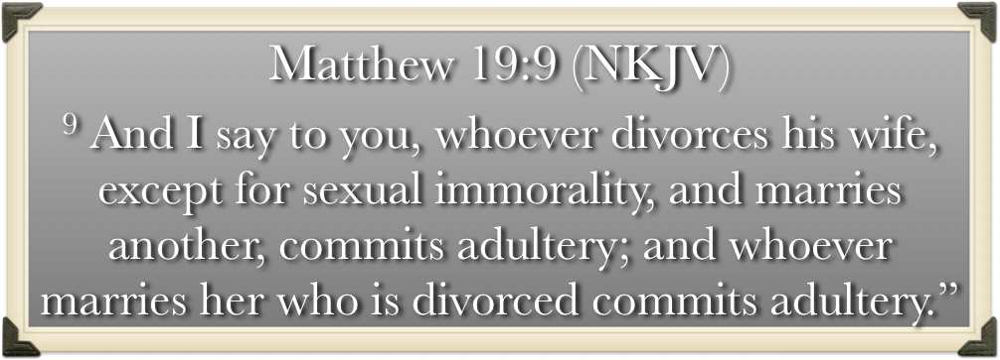 Matthew 19:9 (NKJV)
9 And I say to you, whoever divorces his wife,
except for sexual immorality, and marries
another, commits adultery; and whoever
marries her who is divorced commits adultery.”